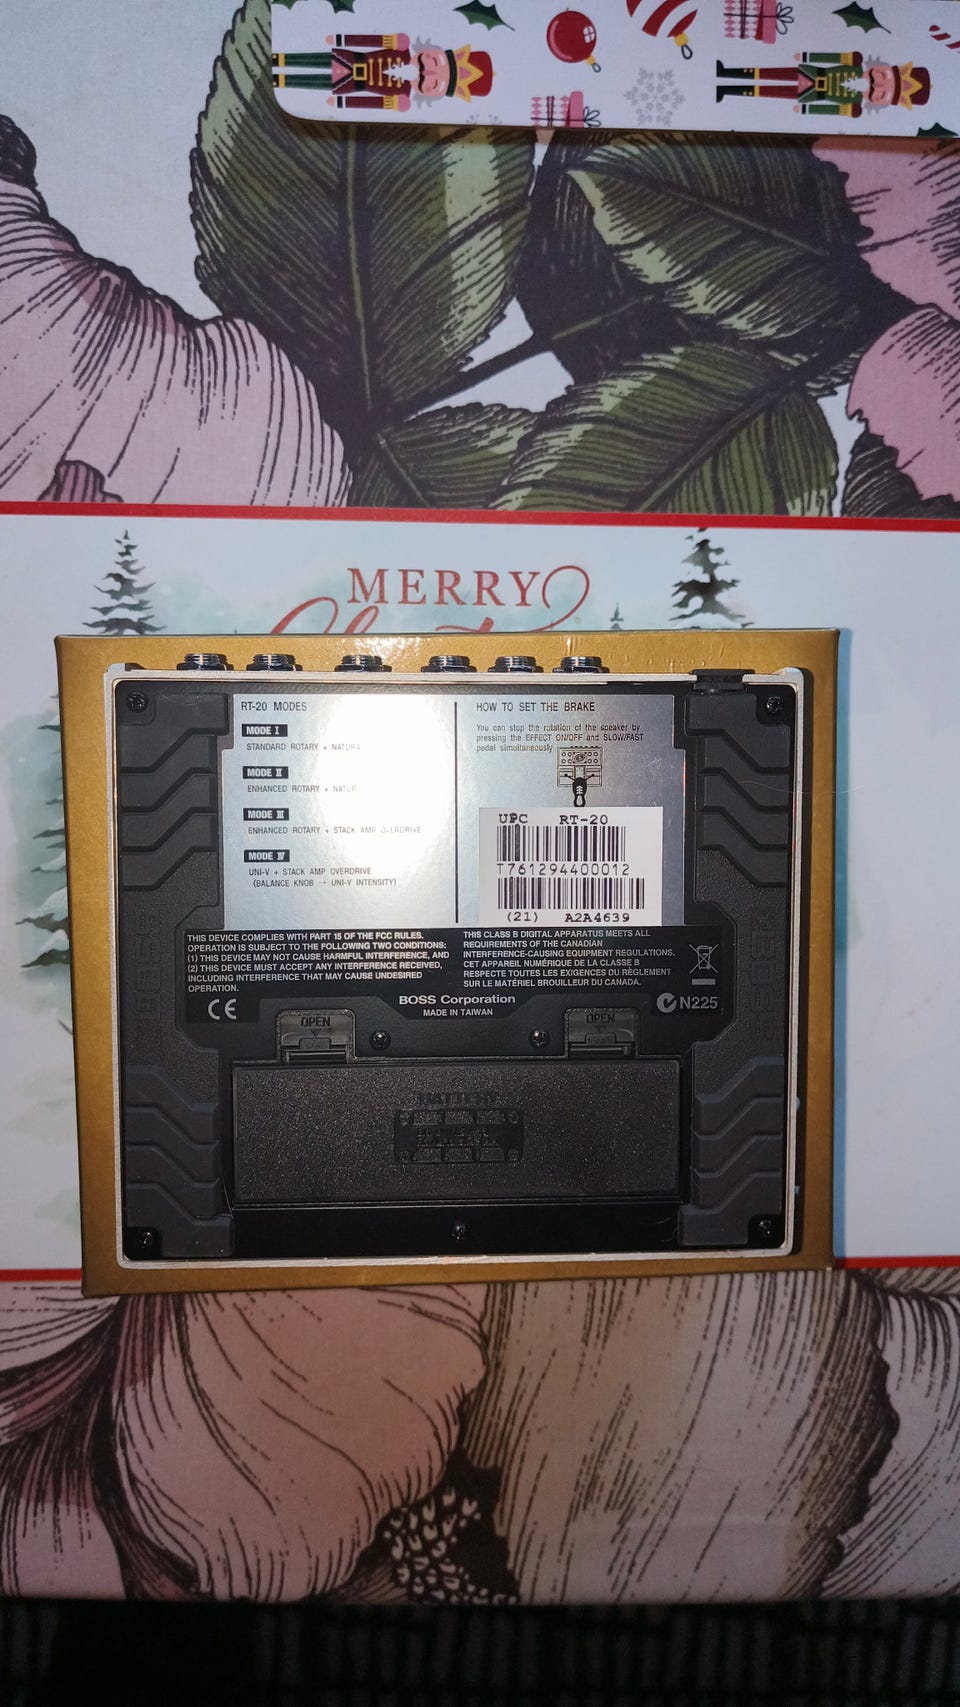 MERRY
RT-20 MODES
MODE I
STANDARD ROTARY + NATURAL
MODE II
ENHANCED ROTARY + NATUR
MODE III
ENHANCED ROTARY + STACK AMP OVERDRIVE
MODE IV
UNI-V + STACK AMP OVERDRIVE
(BALANCE KNOB → UNI-V INTENSITY)
HOW TO SET THE BRAKE
You can stop the rotation of the speaker by
pressing the EFFECT ON/OFF and SLOW/FAST
pedal simultaneously
UPC RT-20
T761294400012
(21) A2A4639
THIS DEVICE COMPLIES WITH PART 15 OF THE FCC RULES.
OPERATION IS SUBJECT TO THE FOLLOWING TWO CONDITIONS:
(1) THIS DEVICE MAY NOT CAUSE HARMFUL INTERFERENCE, AND
(2) THIS DEVICE MUST ACCEPT ANY INTERFERENCE RECEIVED,
INCLUDING INTERFERENCE THAT MAY CAUSE UNDESIRED
OPERATION.
THIS CLASS B DIGITAL APPARATUS MEETS ALL
REQUIREMENTS OF THE CANADIAN
INTERFERENCE-CAUSING EQUIPMENT REGULATIONS.
CET APPAREIL NUMÉRIQUE DE LA CLASSE B
RESPECTE TOUTES LES EXIGENCES DU RÈGLEMENT
SUR LE MATÉRIEL BROUILLEUR DU CANADA.
CE
BOSS Corporation
MADE IN TAIWAN
N225
OPEN
OPEN
BATTERY
BOSS
BOSS